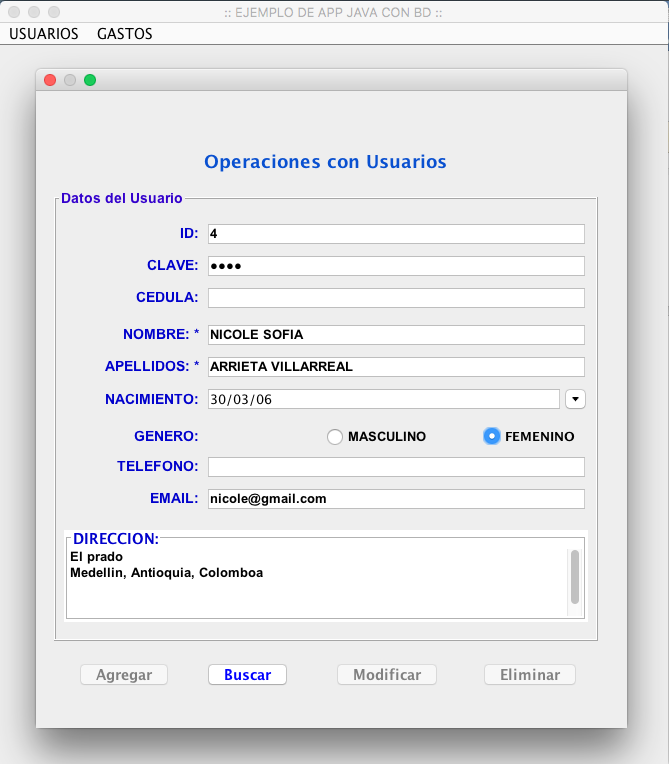 :: EJEMPLO DE APP JAVA CON BD ::
USUARIOS GASTOS
Operaciones con Usuarios
Datos del Usuario
ID: 4
CLAVE: ●●●●
CEDULA:
NOMBRE: * NICOLE SOFIA
APELLIDOS: * ARRIETA VILLARREAL
NACIMIENTO: 30/03/06
GENERO: MASCULINO FEMENINO
TELEFONO:
EMAIL: nicole@gmail.com
DIRECCION:
El prado
Medellin, Antioquia, Colomboa
Agregar Buscar Modificar Eliminar